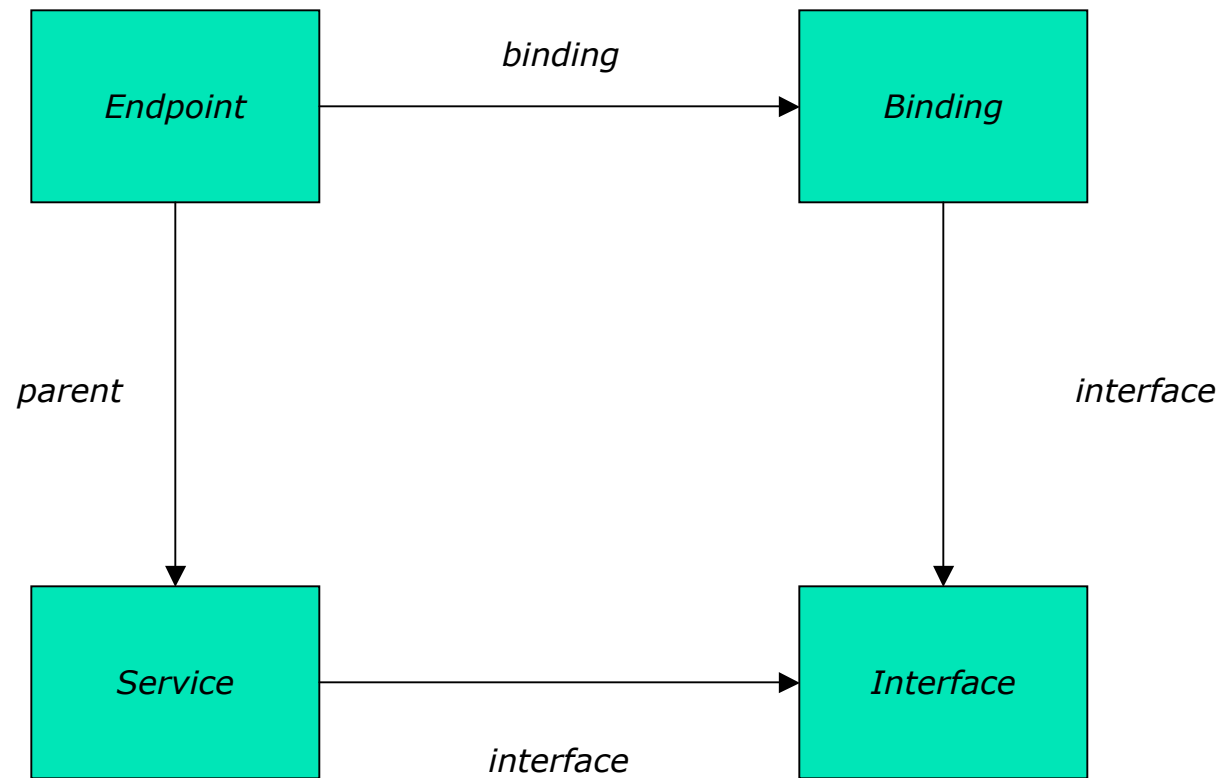 binding
Endpoint
Binding
parent
interface
Service
Interface
interface